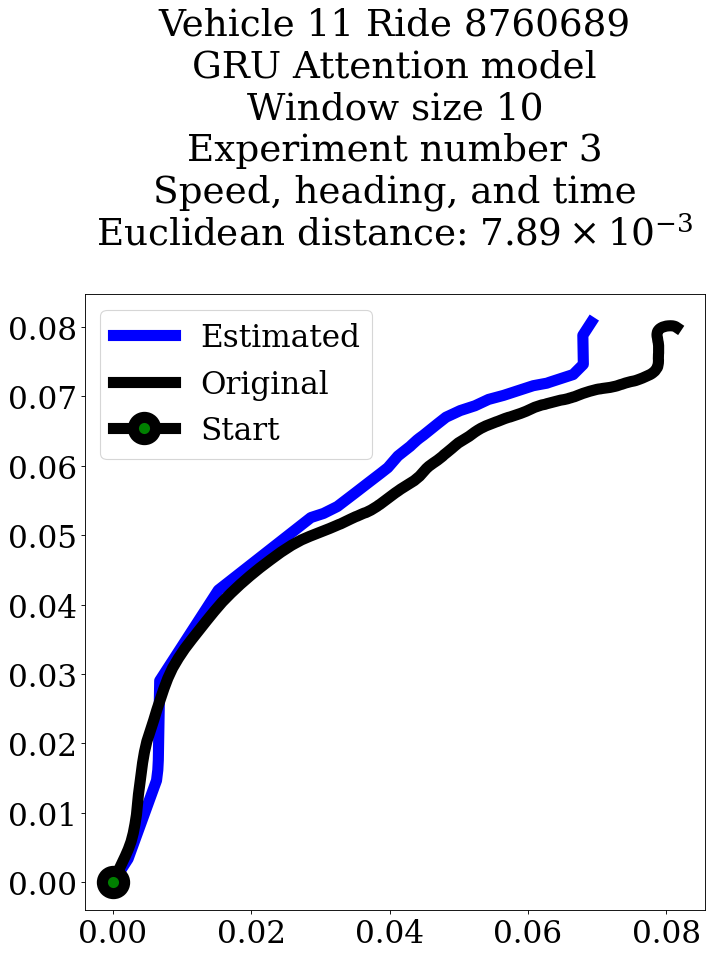 Vehicle 11 Ride 8760689
GRU Attention model
Window size 10
Experiment number 3
Speed, heading, and time
Euclidean distance: 7.89 × 10⁻³
Estimated
Original
Start
0.08
0.07
0.06
0.05
0.04
0.03
0.02
0.01
0.00
0.00 0.02 0.04 0.06 0.08